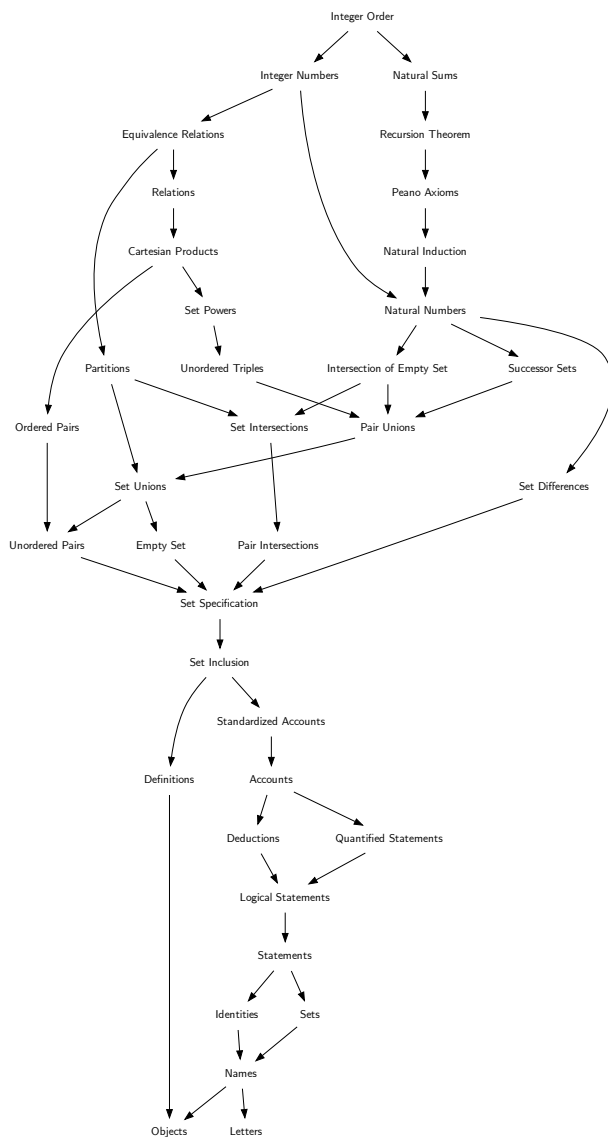 Integer Order
Integer Numbers
Natural Sums
Equivalence Relations
Recursion Theorem
Relations
Peano Axioms
Cartesian Products
Natural Induction
Set Powers
Natural Numbers
Partitions
Unordered Triples
Intersection of Empty Set
Successor Sets
Ordered Pairs
Set Intersections
Pair Unions
Set Unions
Set Differences
Unordered Pairs
Empty Set
Pair Intersections
Set Specification
Set Inclusion
Standardized Accounts
Definitions
Accounts
Deductions
Quantified Statements
Logical Statements
Statements
Identities
Sets
Names
Objects
Letters